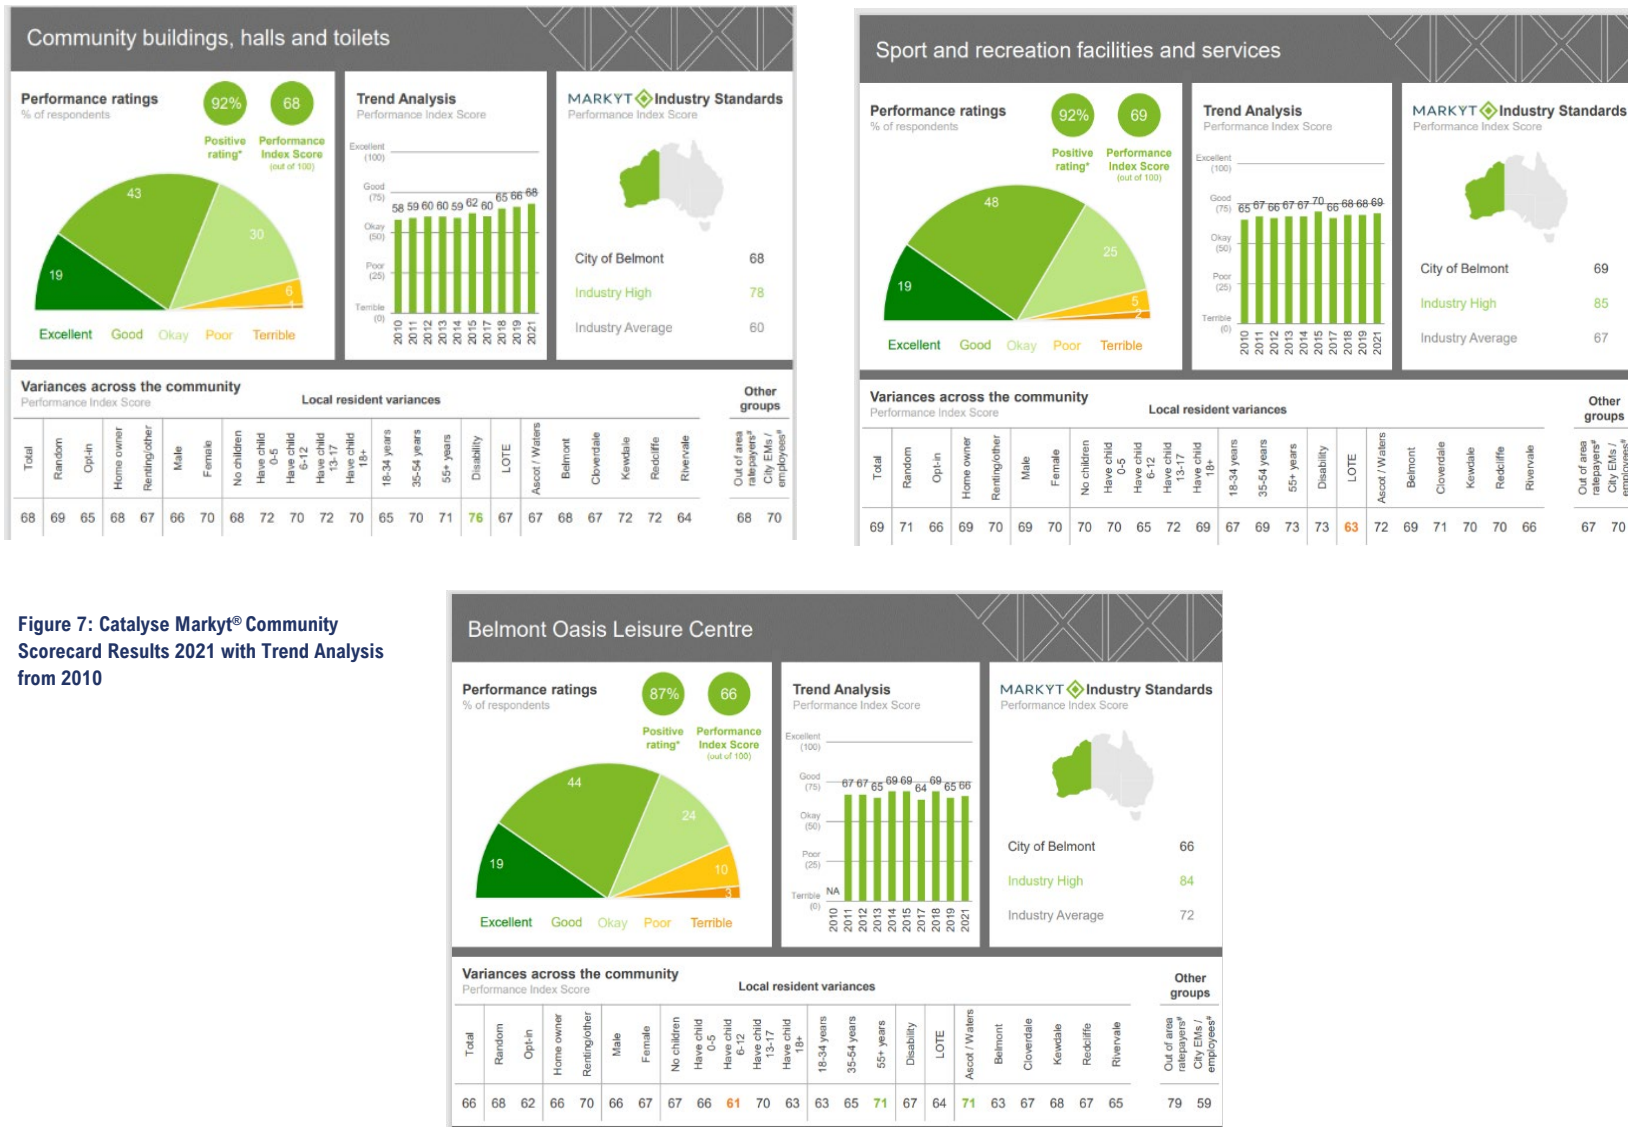 Community buildings, halls and toilets
Performance ratings
% of respondents
92%
68
Positive rating*
Performance Index Score
(out of 100)
19
43
30
6
1
Excellent Good Okay Poor Terrible
Trend Analysis
Performance Index Score
Excellent (100)
Good (75)
Okay (50)
Poor (25)
Terrible (0)
58 59 60 60 59 62 60 65 66 68
2010 2011 2012 2013 2014 2015 2017 2018 2019 2021
MARKYT Industry Standards
Performance Index Score
City of Belmont 68
Industry High 78
Industry Average 60
Variances across the community
Performance Index Score
Local resident variances
Other groups
Total Random Opt-in Home owner Renting/other Male Female No children Have child 0-5 Have child 6-12 Have child 13-17 Have child 18+ 18-34 years 35-54 years 55+ years Disability LOTE Ascot / Waters Belmont Cloverdale Kewdale Redcliffe Rivervale Out of area ratepayers# City EMs / employees#
68 69 65 68 67 66 70 68 72 70 72 70 65 70 71 76 67 67 68 67 72 72 64 68 70
Sport and recreation facilities and services
Performance ratings
% of respondents
92%
69
Positive rating*
Performance Index Score
(out of 100)
19
48
25
5
2
Excellent Good Okay Poor Terrible
Trend Analysis
Performance Index Score
Excellent (100)
Good (75)
Okay (50)
Poor (25)
Terrible (0)
65 67 66 67 67 70 66 68 68 69
2010 2011 2012 2013 2014 2015 2017 2018 2019 2021
MARKYT Industry Standards
Performance Index Score
City of Belmont 69
Industry High 85
Industry Average 67
Variances across the community
Performance Index Score
Local resident variances
Other groups
Total Random Opt-in Home owner Renting/other Male Female No children Have child 0-5 Have child 6-12 Have child 13-17 Have child 18+ 18-34 years 35-54 years 55+ years Disability LOTE Ascot / Waters Belmont Cloverdale Kewdale Redcliffe Rivervale Out of area ratepayers# City EMs / employees#
69 71 66 69 70 69 70 70 70 65 72 69 67 69 73 73 63 72 69 71 70 70 66 67 70
Figure 7: Catalyse Markyt® Community
Scorecard Results 2021 with Trend Analysis
from 2010
Belmont Oasis Leisure Centre
Performance ratings
% of respondents
87%
66
Positive rating*
Performance Index Score
(out of 100)
19
44
24
10
3
Excellent Good Okay Poor Terrible
Trend Analysis
Performance Index Score
Excellent (100)
Good (75)
Okay (50)
Poor (25)
Terrible (0)
NA 67 67 65 69 69 64 69 65 66
2010 2011 2012 2013 2014 2015 2017 2018 2019 2021
MARKYT Industry Standards
Performance Index Score
City of Belmont 66
Industry High 84
Industry Average 72
Variances across the community
Performance Index Score
Local resident variances
Other groups
Total Random Opt-in Home owner Renting/other Male Female No children Have child 0-5 Have child 6-12 Have child 13-17 Have child 18+ 18-34 years 35-54 years 55+ years Disability LOTE Ascot / Waters Belmont Cloverdale Kewdale Redcliffe Rivervale Out of area ratepayers# City EMs / employees#
66 68 62 66 70 66 67 67 66 61 70 63 63 65 71 67 64 71 63 67 68 67 65 79 59